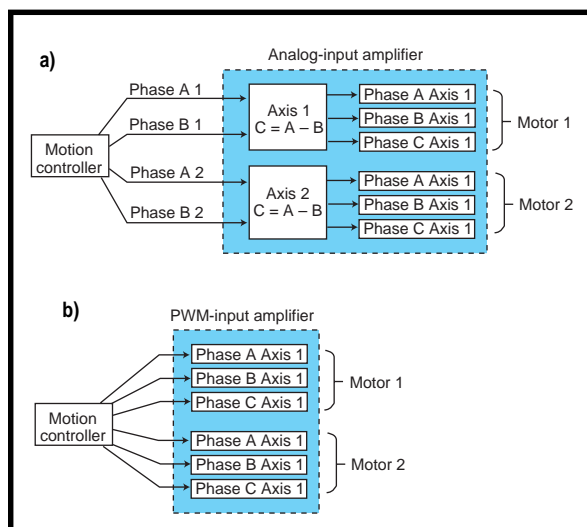 a)
Analog-input amplifier
Phase A 1
Phase B 1
Phase A 2
Phase B 2
Motion
controller
Axis 1
C = A – B
Phase A Axis 1
Phase B Axis 1
Phase C Axis 1
Motor 1
Axis 2
C = A – B
Phase A Axis 1
Phase B Axis 1
Phase C Axis 1
Motor 2
b)
PWM-input amplifier
Motion
controller
Phase A Axis 1
Phase B Axis 1
Phase C Axis 1
Motor 1
Phase A Axis 1
Phase B Axis 1
Phase C Axis 1
Motor 2